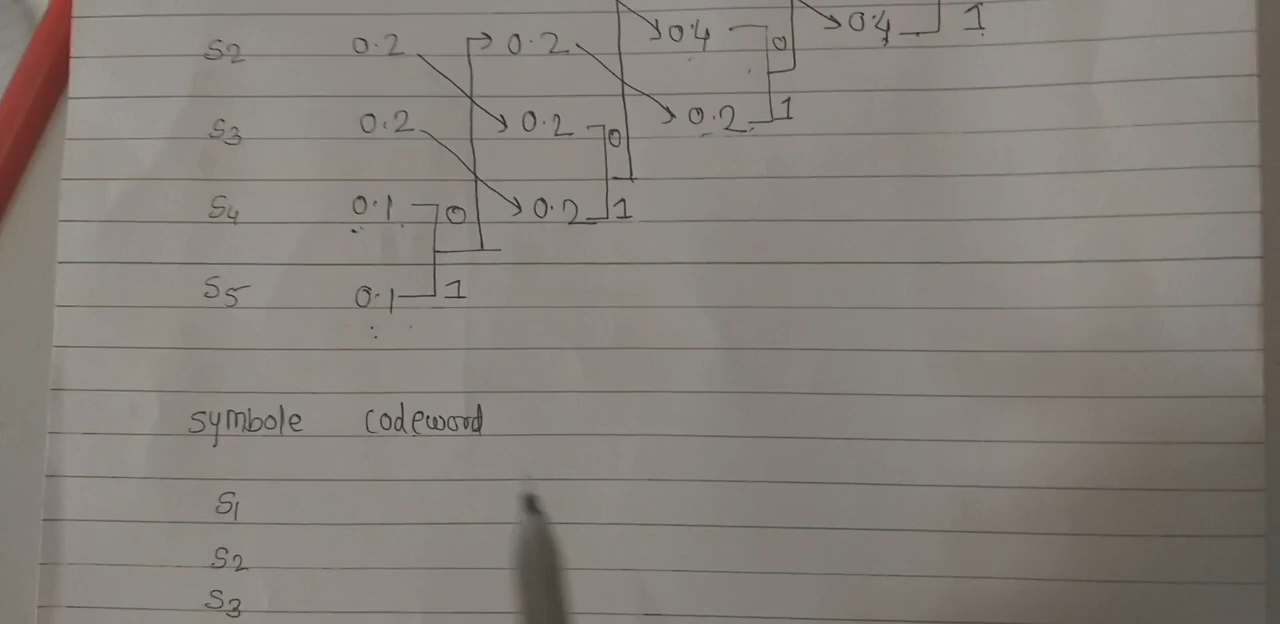 S2 0.2 0.2 0.4 0 0.4 1
S3 0.2 0.2 0 0.2 1
S4 0.1 0 0.2 1
S5 0.1 1
symbole codeword
S1
S2
S3